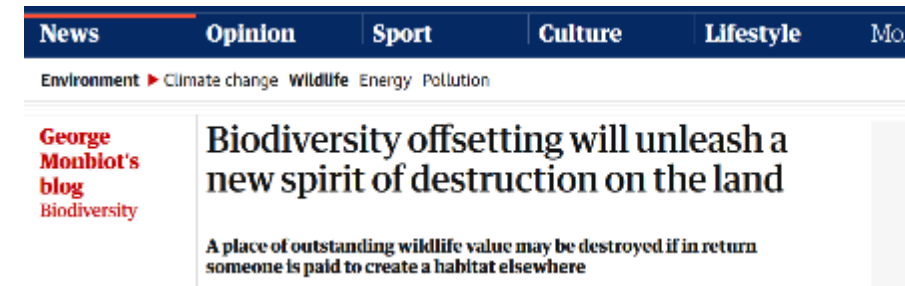 News Opinion Sport Culture Lifestyle
Environment ▶ Climate change Wildlife Energy Pollution
George
Monbiot's
blog
Biodiversity
Biodiversity offsetting will unleash a
new spirit of destruction on the land
A place of outstanding wildlife value may be destroyed if in return
someone is paid to create a habitat elsewhere